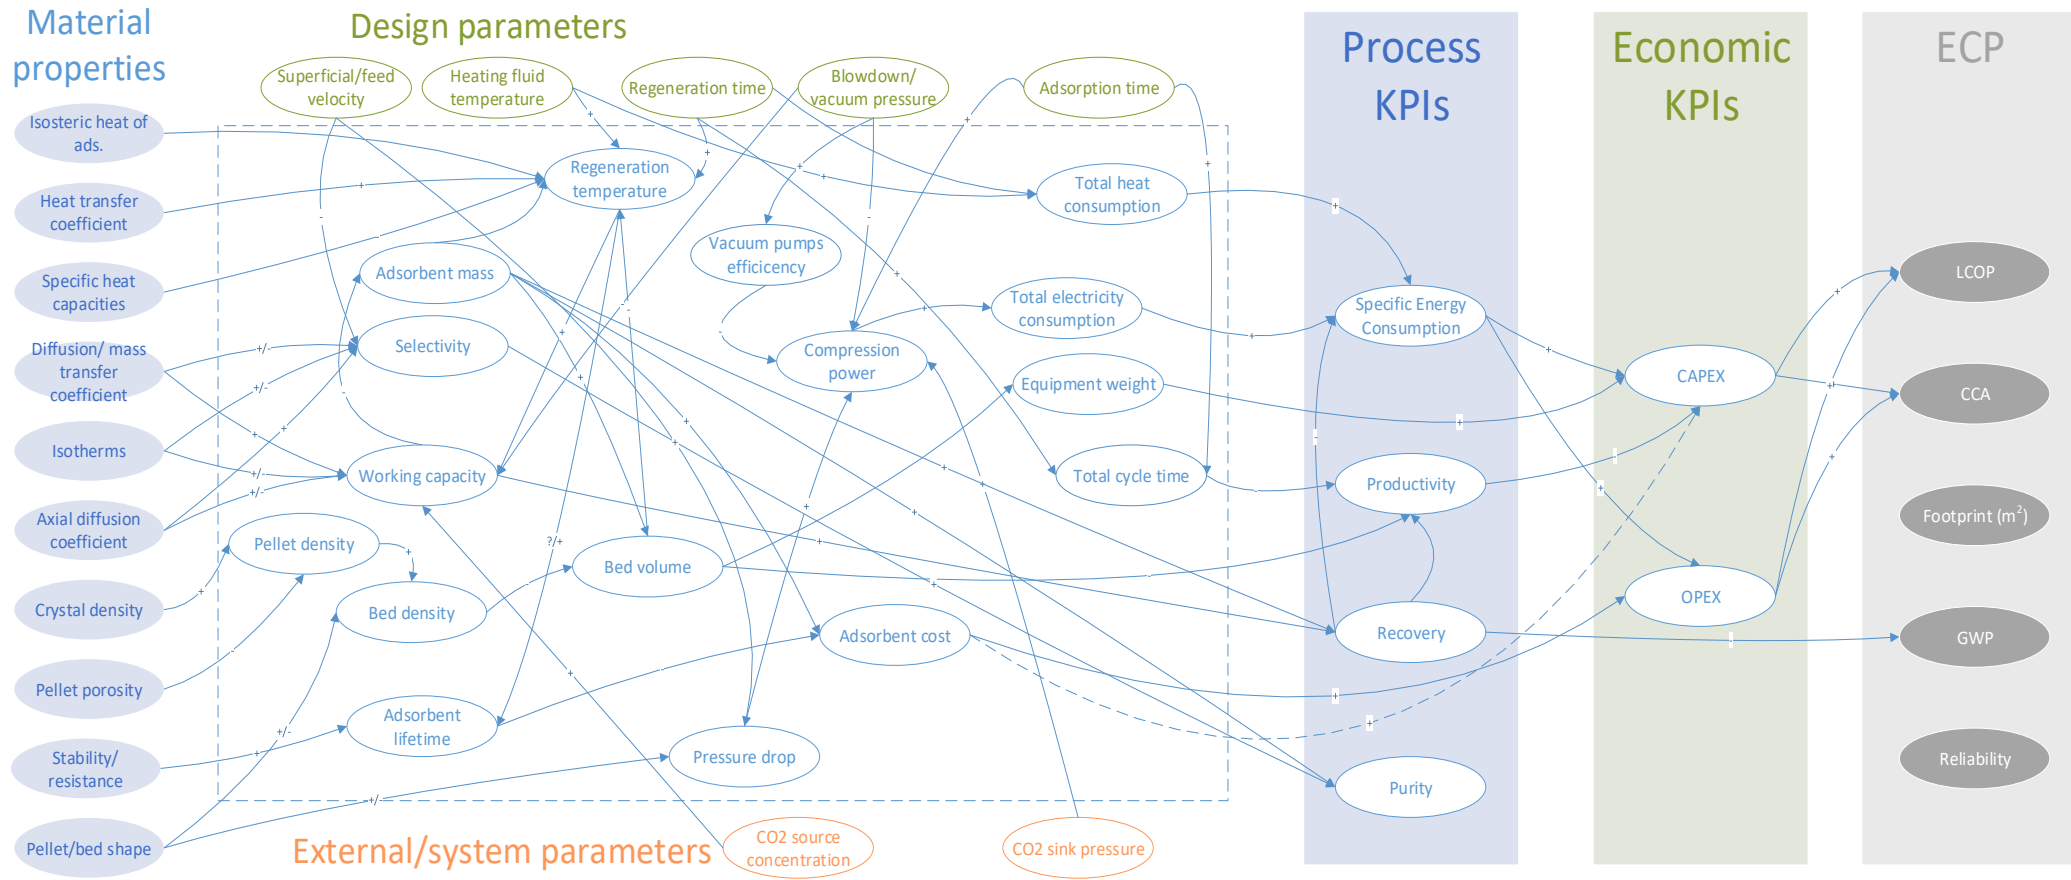 Material
properties
Design parameters
Process
KPIs
Economic
KPIs
ECP
Superficial/feed
velocity
Heating fluid
temperature
Regeneration time
Blowdown/
vacuum pressure
Adsorption time
Isosteric heat of
ads.
Heat transfer
coefficient
Specific heat
capacities
Diffusion/ mass
transfer
coefficient
Isotherms
Axial diffusion
coefficient
Crystal density
Pellet porosity
Stability/
resistance
Pellet/bed shape
Regeneration
temperature
Adsorbent mass
Selectivity
Working capacity
Pellet density
Bed density
Adsorbent
lifetime
Vacuum pumps
efficicency
Compression
power
Bed volume
Adsorbent cost
Pressure drop
Total heat
consumption
Total electricity
consumption
Equipment weight
Total cycle time
Specific Energy
Consumption
Productivity
Recovery
Purity
CAPEX
OPEX
LCOP
CCA
Footprint (m²)
GWP
Reliability
+/-
+/-
+/-
+/-
+/-
+/-
?/+
External/system parameters
CO2 source
concentration
CO2 sink pressure